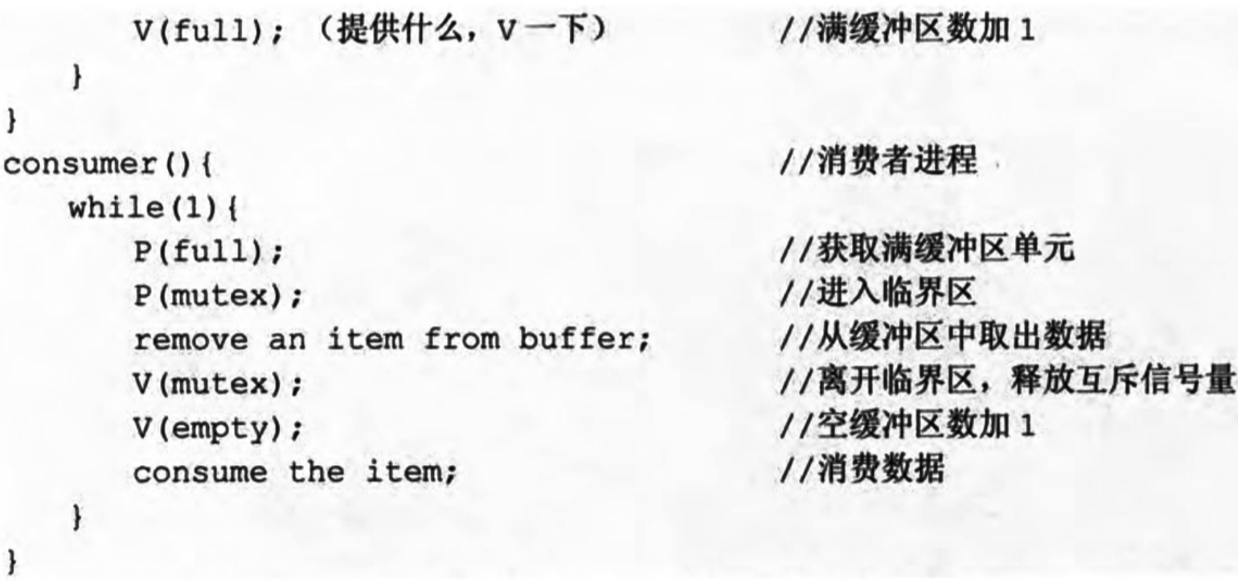 V(full); （提供什么，V 一下） //满缓冲区数加 1
}
}
consumer(){ //消费者进程
while(1){
P(full); //获取满缓冲区单元
P(mutex); //进入临界区
remove an item from buffer; //从缓冲区中取出数据
V(mutex); //离开临界区，释放互斥信号量
V(empty); //空缓冲区数加 1
consume the item; //消费数据
}
}